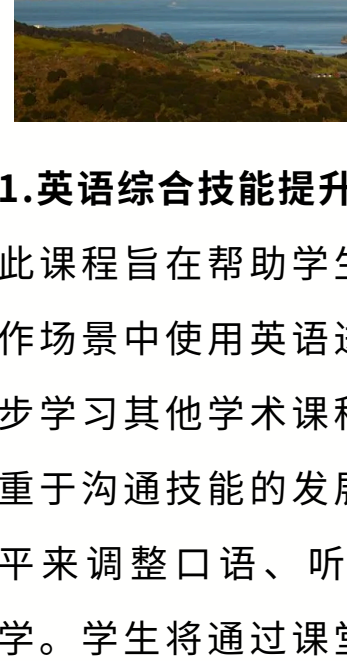 1.英语综合技能提升
此课程旨在帮助学生
作场景中使用英语进
步学习其他学术课程
重于沟通技能的发展
平来调整口语、听
学。学生将通过课堂